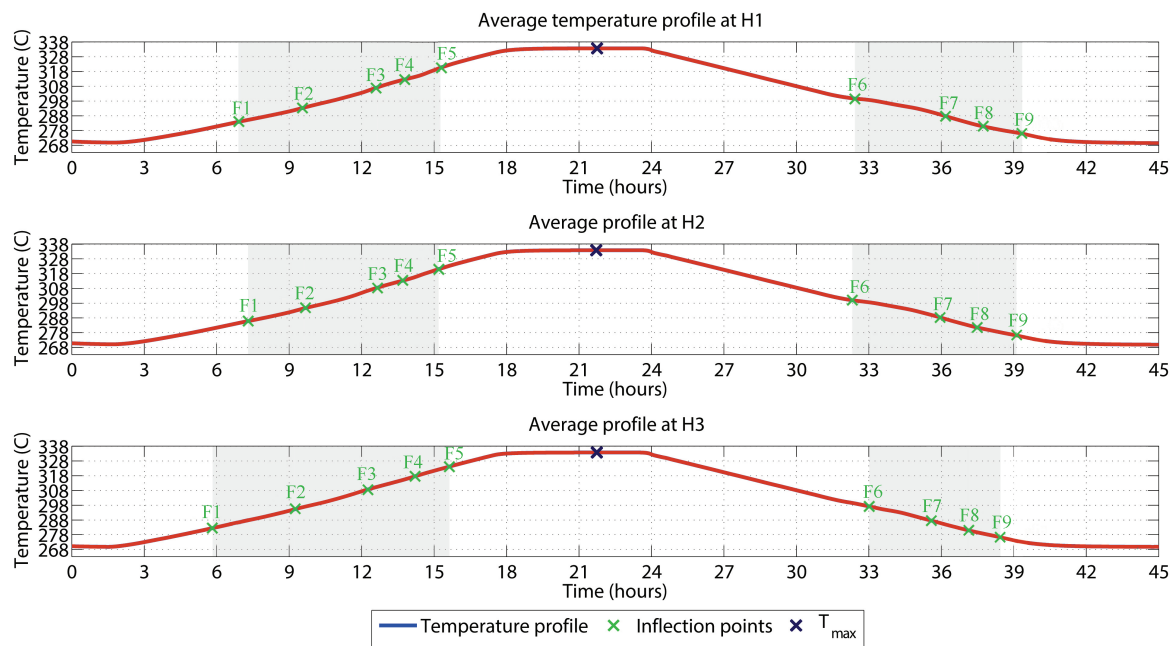 Average temperature profile at H1
Temperature (C)
338
328
318
308
298
288
278
268
F1 F2 F3 F4 F5 F6 F7 F8 F9
0 3 6 9 12 15 18 21 24 27 30 33 36 39 42 45
Time (hours)
Average profile at H2
Temperature (C)
338
328
318
308
298
288
278
268
F1 F2 F3 F4 F5 F6 F7 F8 F9
0 3 6 9 12 15 18 21 24 27 30 33 36 39 42 45
Time (hours)
Average profile at H3
Temperature (C)
338
328
318
308
298
288
278
268
F1 F2 F3 F4 F5 F6 F7 F8 F9
0 3 6 9 12 15 18 21 24 27 30 33 36 39 42 45
Time (hours)
Temperature profile Inflection points T_max